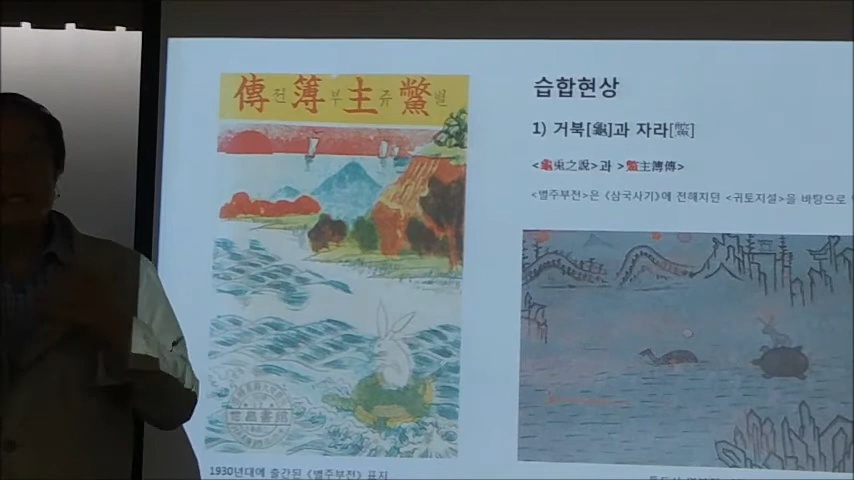 傳전簿부主쥬鱉별
습합현상
1) 거북[龜]과 자라[鱉]
<龜兎之說>과 >鱉主簿傳>
<별주부전>은 《삼국사기》에 전해지던 <귀토지설>을 바탕으로
1930년대에 출간된 《별주부전》 표지